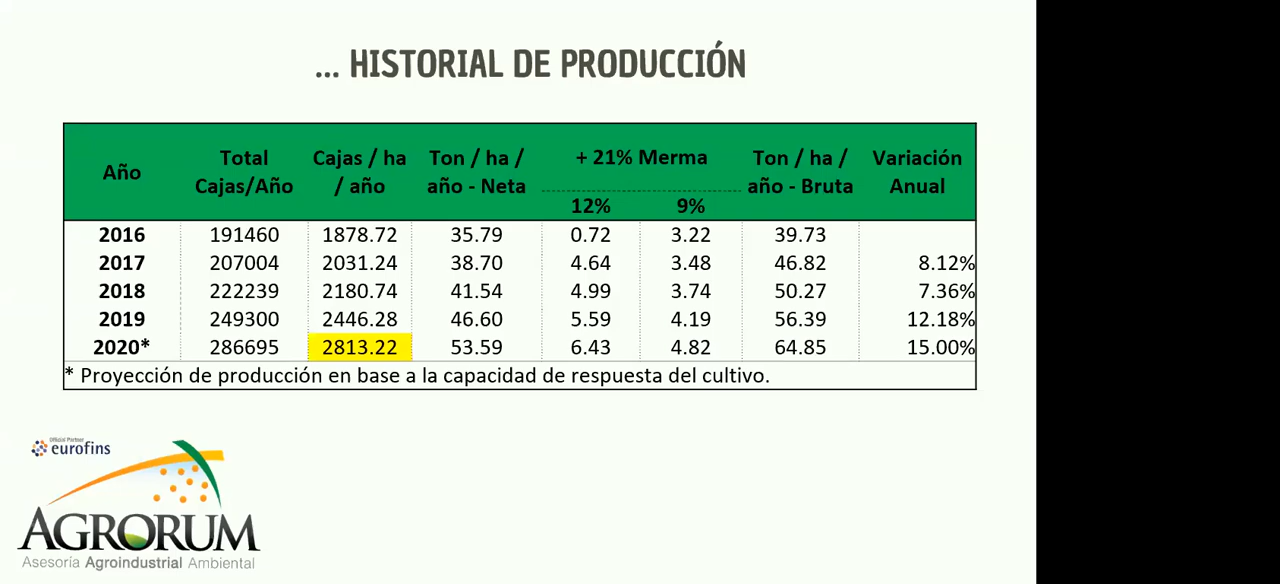 ... HISTORIAL DE PRODUCCIÓN
Año Total Cajas/Año Cajas / ha / año Ton / ha / año - Neta + 21% Merma 12% 9% Ton / ha / año - Bruta Variación Anual
2016 191460 1878.72 35.79 0.72 3.22 39.73
2017 207004 2031.24 38.70 4.64 3.48 46.82 8.12%
2018 222239 2180.74 41.54 4.99 3.74 50.27 7.36%
2019 249300 2446.28 46.60 5.59 4.19 56.39 12.18%
2020* 286695 2813.22 53.59 6.43 4.82 64.85 15.00%
* Proyección de producción en base a la capacidad de respuesta del cultivo.
Official Partner
eurofins
AGRORUM
Asesoría Agroindustrial Ambiental